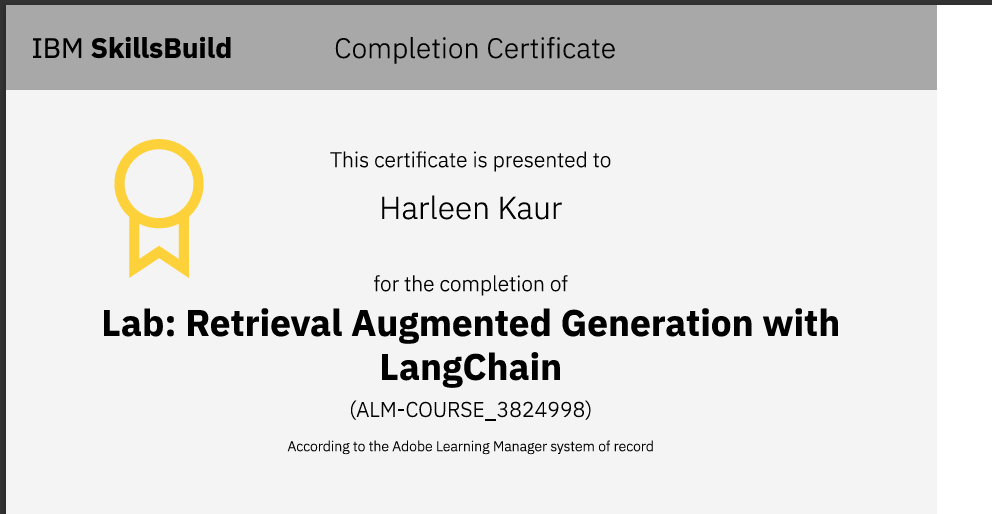 IBM SkillsBuild
Completion Certificate
This certificate is presented to
Harleen Kaur
for the completion of
Lab: Retrieval Augmented Generation with
LangChain
(ALM-COURSE_3824998)
According to the Adobe Learning Manager system of record